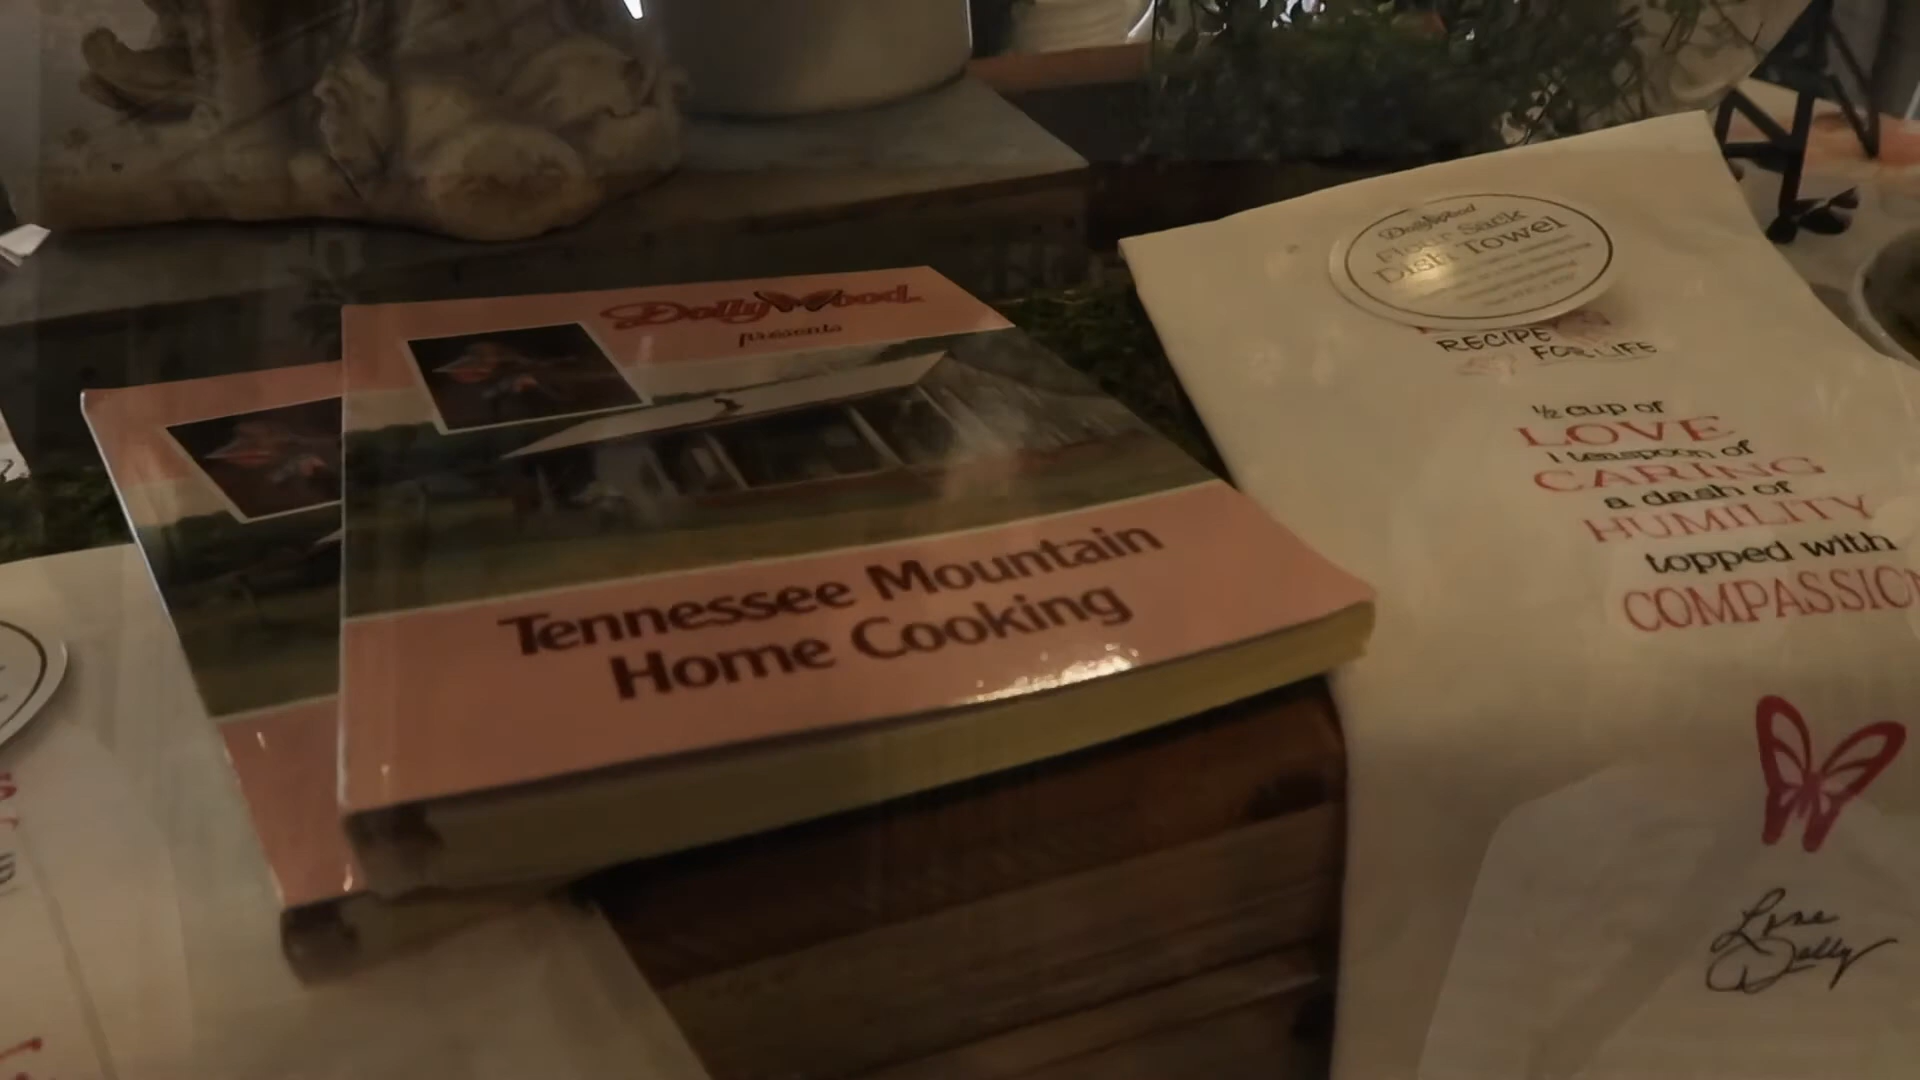 DollyWood
presents
Tennessee Mountain
Home Cooking
DollyWood
Flour Sack
Dish Towel
RECIPE
FOR LIFE
½ cup of
LOVE
1 teaspoon of
CARING
a dash of
HUMILITY
topped with
COMPASSION
Love
Dolly